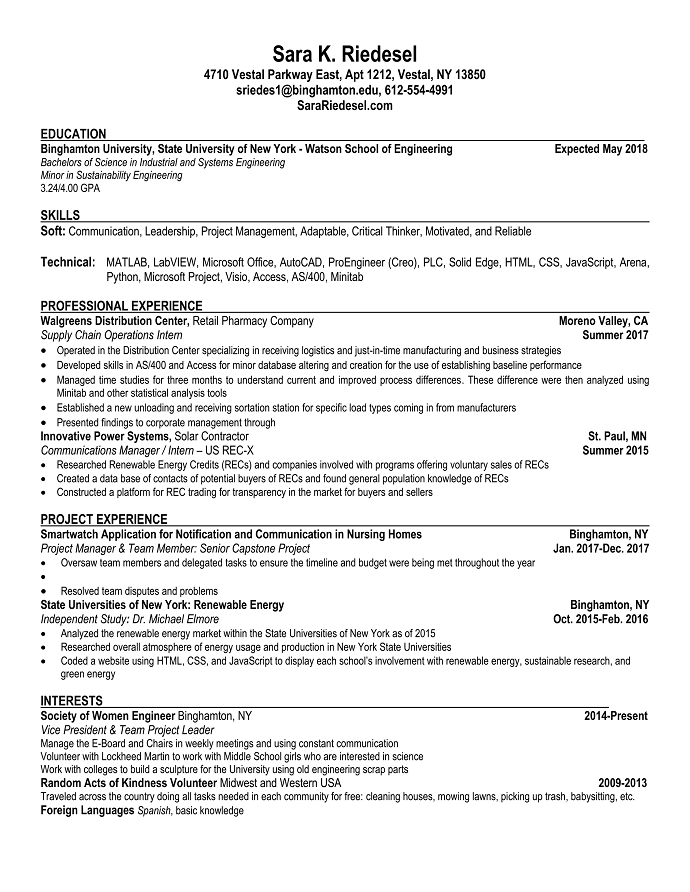 Sara K. Riedesel
4710 Vestal Parkway East, Apt 1212, Vestal, NY 13850
sriedes1@binghamton.edu, 612-554-4991
SaraRiedesel.com
EDUCATION
Binghamton University, State University of New York - Watson School of Engineering Expected May 2018
Bachelors of Science in Industrial and Systems Engineering
Minor in Sustainability Engineering
3.24/4.00 GPA
SKILLS
Soft: Communication, Leadership, Project Management, Adaptable, Critical Thinker, Motivated, and Reliable
Technical: MATLAB, LabVIEW, Microsoft Office, AutoCAD, ProEngineer (Creo), PLC, Solid Edge, HTML, CSS, JavaScript, Arena,
Python, Microsoft Project, Visio, Access, AS/400, Minitab
PROFESSIONAL EXPERIENCE
Walgreens Distribution Center, Retail Pharmacy Company Moreno Valley, CA
Supply Chain Operations Intern Summer 2017
• Operated in the Distribution Center specializing in receiving logistics and just-in-time manufacturing and business strategies
• Developed skills in AS/400 and Access for minor database altering and creation for the use of establishing baseline performance
• Managed time studies for three months to understand current and improved process differences. These difference were then analyzed using
Minitab and other statistical analysis tools
• Established a new unloading and receiving sortation station for specific load types coming in from manufacturers
• Presented findings to corporate management through
Innovative Power Systems, Solar Contractor St. Paul, MN
Communications Manager / Intern – US REC-X Summer 2015
• Researched Renewable Energy Credits (RECs) and companies involved with programs offering voluntary sales of RECs
• Created a data base of contacts of potential buyers of RECs and found general population knowledge of RECs
• Constructed a platform for REC trading for transparency in the market for buyers and sellers
PROJECT EXPERIENCE
Smartwatch Application for Notification and Communication in Nursing Homes Binghamton, NY
Project Manager & Team Member: Senior Capstone Project Jan. 2017-Dec. 2017
• Oversaw team members and delegated tasks to ensure the timeline and budget were being met throughout the year
•
• Resolved team disputes and problems
State Universities of New York: Renewable Energy Binghamton, NY
Independent Study: Dr. Michael Elmore Oct. 2015-Feb. 2016
• Analyzed the renewable energy market within the State Universities of New York as of 2015
• Researched overall atmosphere of energy usage and production in New York State Universities
• Coded a website using HTML, CSS, and JavaScript to display each school's involvement with renewable energy, sustainable research, and
green energy
INTERESTS
Society of Women Engineer Binghamton, NY 2014-Present
Vice President & Team Project Leader
Manage the E-Board and Chairs in weekly meetings and using constant communication
Volunteer with Lockheed Martin to work with Middle School girls who are interested in science
Work with colleges to build a sculpture for the University using old engineering scrap parts
Random Acts of Kindness Volunteer Midwest and Western USA 2009-2013
Traveled across the country doing all tasks needed in each community for free: cleaning houses, mowing lawns, picking up trash, babysitting, etc.
Foreign Languages Spanish, basic knowledge